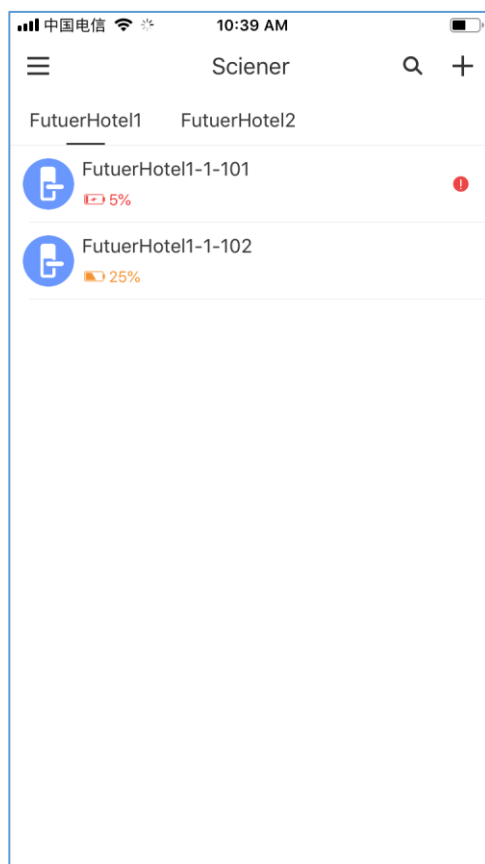 中国电信 10:39 AM
Sciener
FutuerHotel1 FutuerHotel2
FutuerHotel1-1-101
5%
FutuerHotel1-1-102
25%